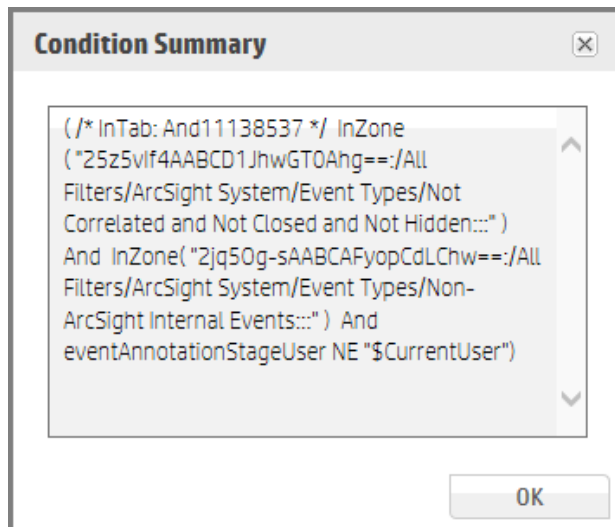 Condition Summary
( /* InTab: And11138537 */ InZone
( "25z5vIf4AABCD1JhwGT0Ahg==:/All
Filters/ArcSight System/Event Types/Not
Correlated and Not Closed and Not Hidden:::" )
And InZone( "2jq50g-sAABCAFyopCdLChw==:/All
Filters/ArcSight System/Event Types/Non-
ArcSight Internal Events:::" ) And
eventAnnotationStageUser NE "$CurrentUser")
OK